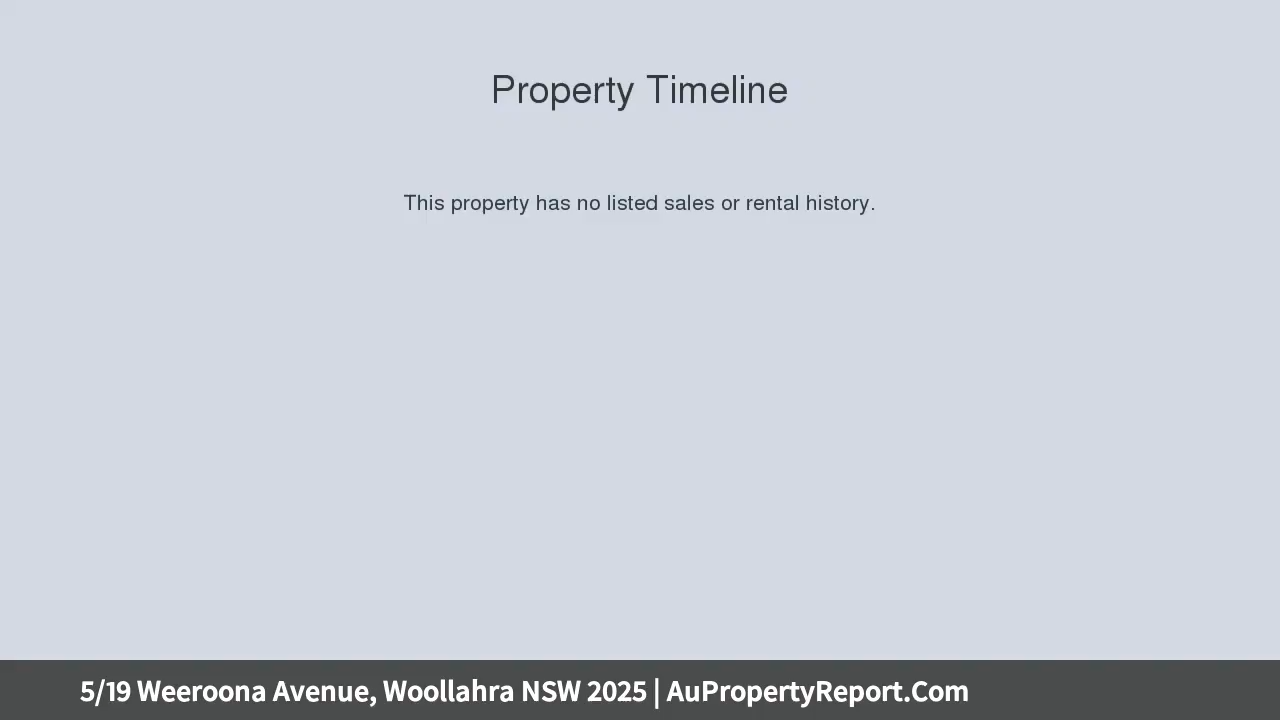 Property Timeline
This property has no listed sales or rental history.
5/19 Weeroona Avenue, Woollahra NSW 2025 | AuPropertyReport.Com